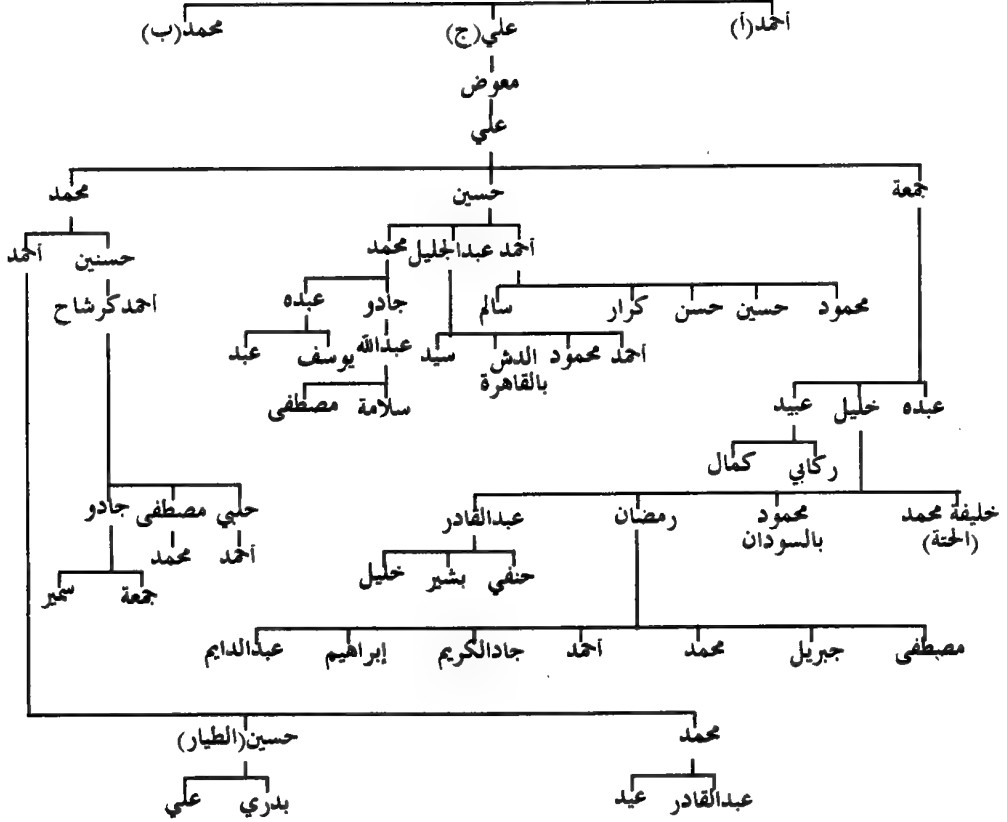 أحمد(أ) علي(ج) محمد(ب)
معوض
علي
جمعة حسين محمد
أحمد عبدالجليل محمد حسنين أحمد
محمود حسين حسن كرار سالم جادو عبده أحمدكرشاح
أحمد محمود الدش سيد عبدالله يوسف عبد
بالقاهرة
عبده خليل عبيد سلامة مصطفى
ركابي كمال
حلبي مصطفى جادو
خليفة محمد محمود رمضان عبدالقادر
(الحتة) بالسودان
أحمد محمد
حنفي بشير خليل
جمعة سمير
مصطفى جبريل محمد أحمد جادالكريم إبراهيم عبدالدايم
محمد حسين(الطيار)
عبدالقادر عيد بدري علي